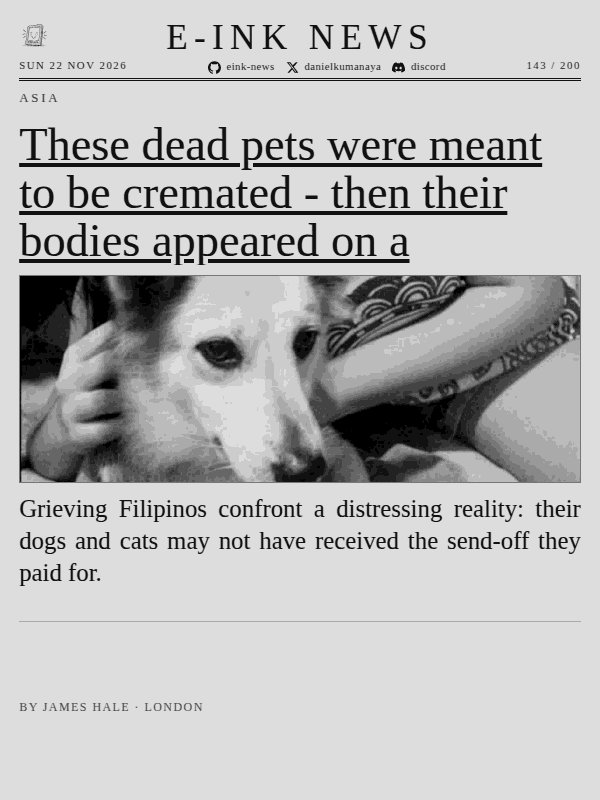 E-INK NEWS
SUN 22 NOV 2026
eink-news danielkumanaya discord
143 / 200
ASIA
These dead pets were meant
to be cremated - then their
bodies appeared on a
Grieving Filipinos confront a distressing reality: their
dogs and cats may not have received the send-off they
paid for.
BY JAMES HALE · LONDON